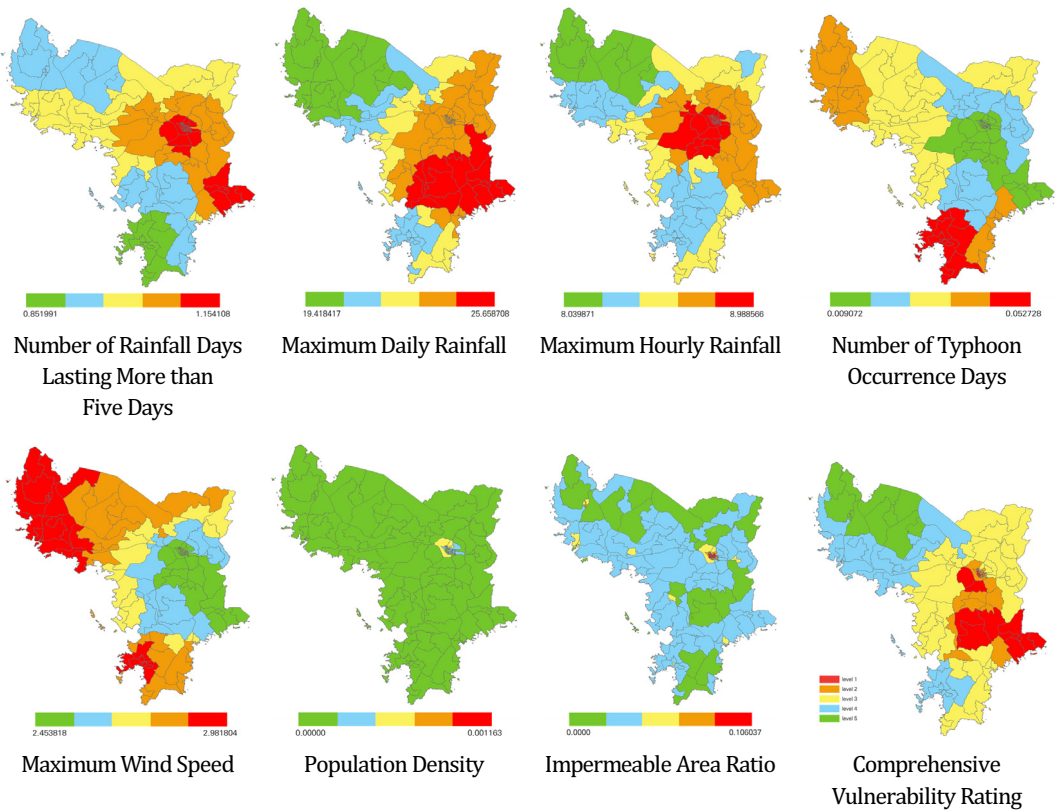 0.851991 1.154108
19.418417 25.658708
8.039871 8.988566
0.009072 0.052728
Number of Rainfall Days
Lasting More than
Five Days
Maximum Daily Rainfall
Maximum Hourly Rainfall
Number of Typhoon
Occurrence Days
level 1
level 2
level 3
level 4
level 5
2.453818 2.981804
0.00000 0.001163
0.0000 0.106037
Maximum Wind Speed
Population Density
Impermeable Area Ratio
Comprehensive
Vulnerability Rating